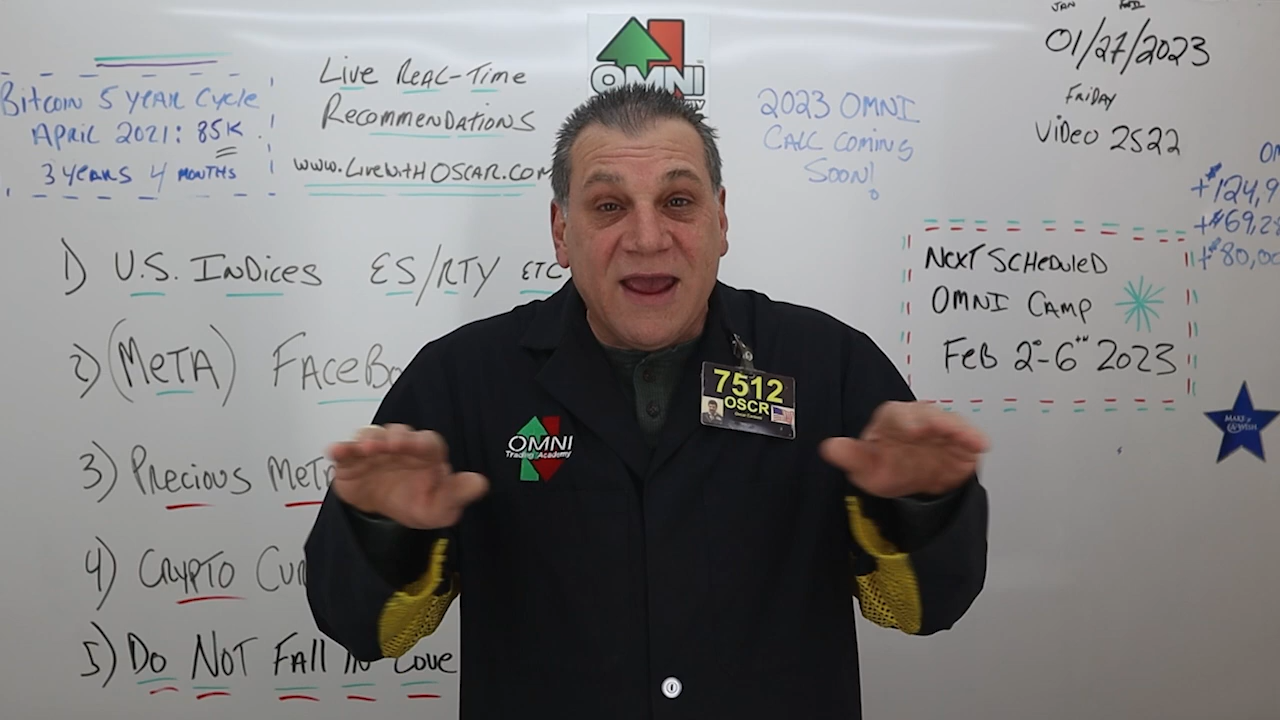 Bitcoin 5 Year Cycle
April 2021: 85K
3 Years 4 Months
Live Real-Time
Recommendations
www.LiveWithOscar.com
OMNI
2023 OMNI
Call Coming
Soon!
JAN
01/27/2023
Friday
Video 2522
+$124,9
+$69,2
+$80,00
Next Scheduled
OMNI Camp
Feb 2nd-6th 2023
1) U.S. Indices ES/RTY ETC
2) (Meta) FaceBo
3) Precious Met
4) Crypto Cur
5) Do Not Fall in Love
OMNI
Trading Academy
7512
OSCR
Make A Wish